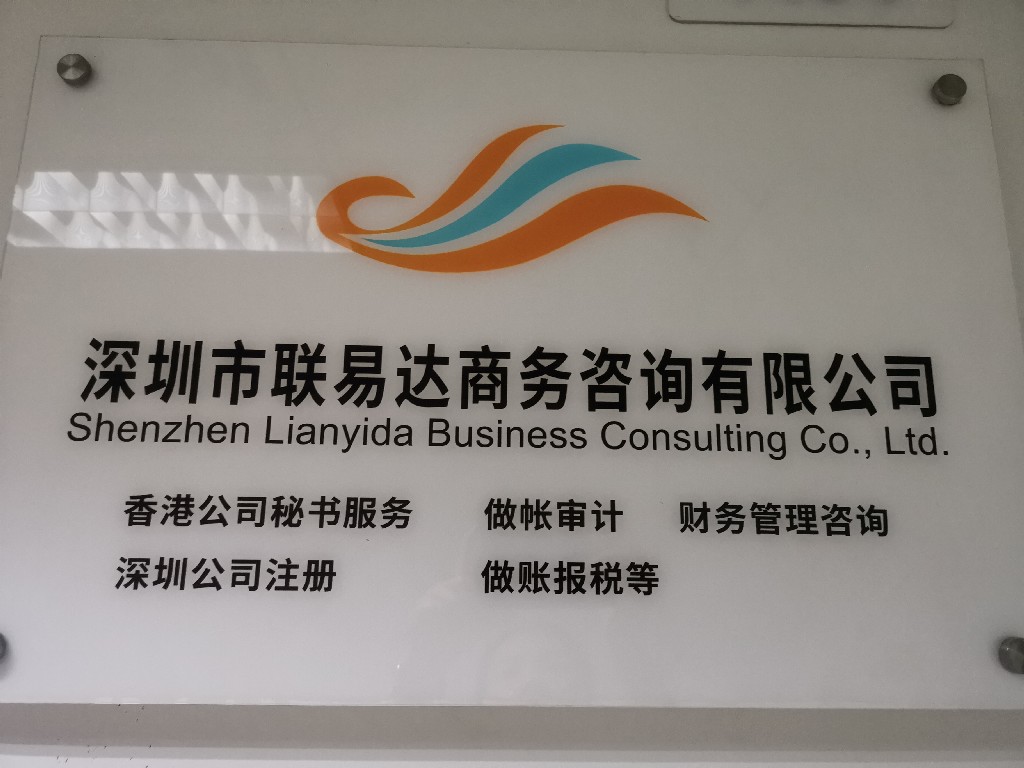 深圳市联易达商务咨询有限公司
Shenzhen Lianyida Business Consulting Co., Ltd.
香港公司秘书服务 做帐审计 财务管理咨询
深圳公司注册 做账报税等